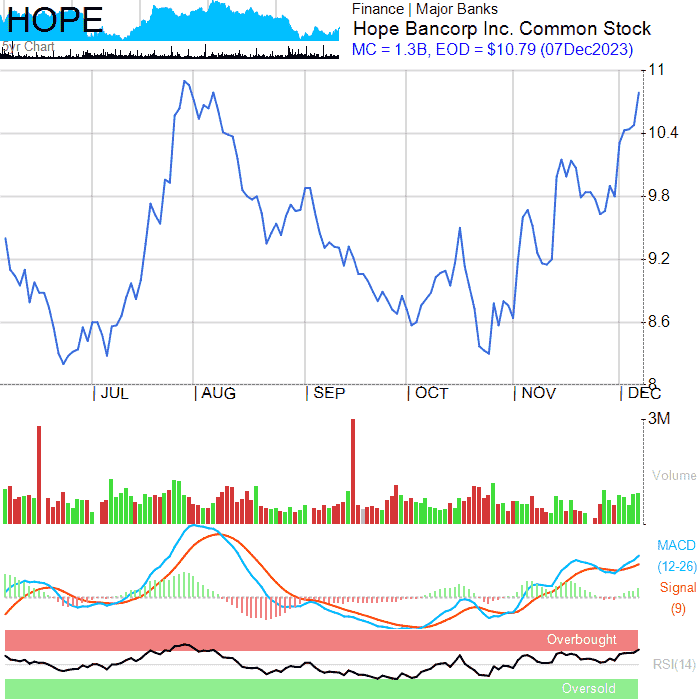 HOPE
5yr Chart
Finance | Major Banks
Hope Bancorp Inc. Common Stock
MC = 1.3B, EOD = $10.79 (07Dec2023)
11
10.4
9.8
9.2
8.6
8
JUL AUG SEP OCT NOV DEC
3M
Volume
MACD
(12-26)
Signal
(9)
Overbought
RSI(14)
Oversold